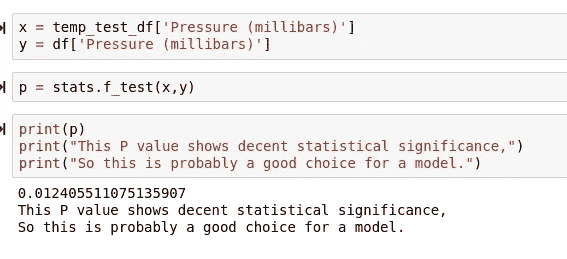 x = temp_test_df['Pressure (millibars)']
y = df['Pressure (millibars)']
p = stats.f_test(x,y)
print(p)
print("This P value shows decent statistical significance,")
print("So this is probably a good choice for a model.")
0.012405511075135907
This P value shows decent statistical significance,
So this is probably a good choice for a model.